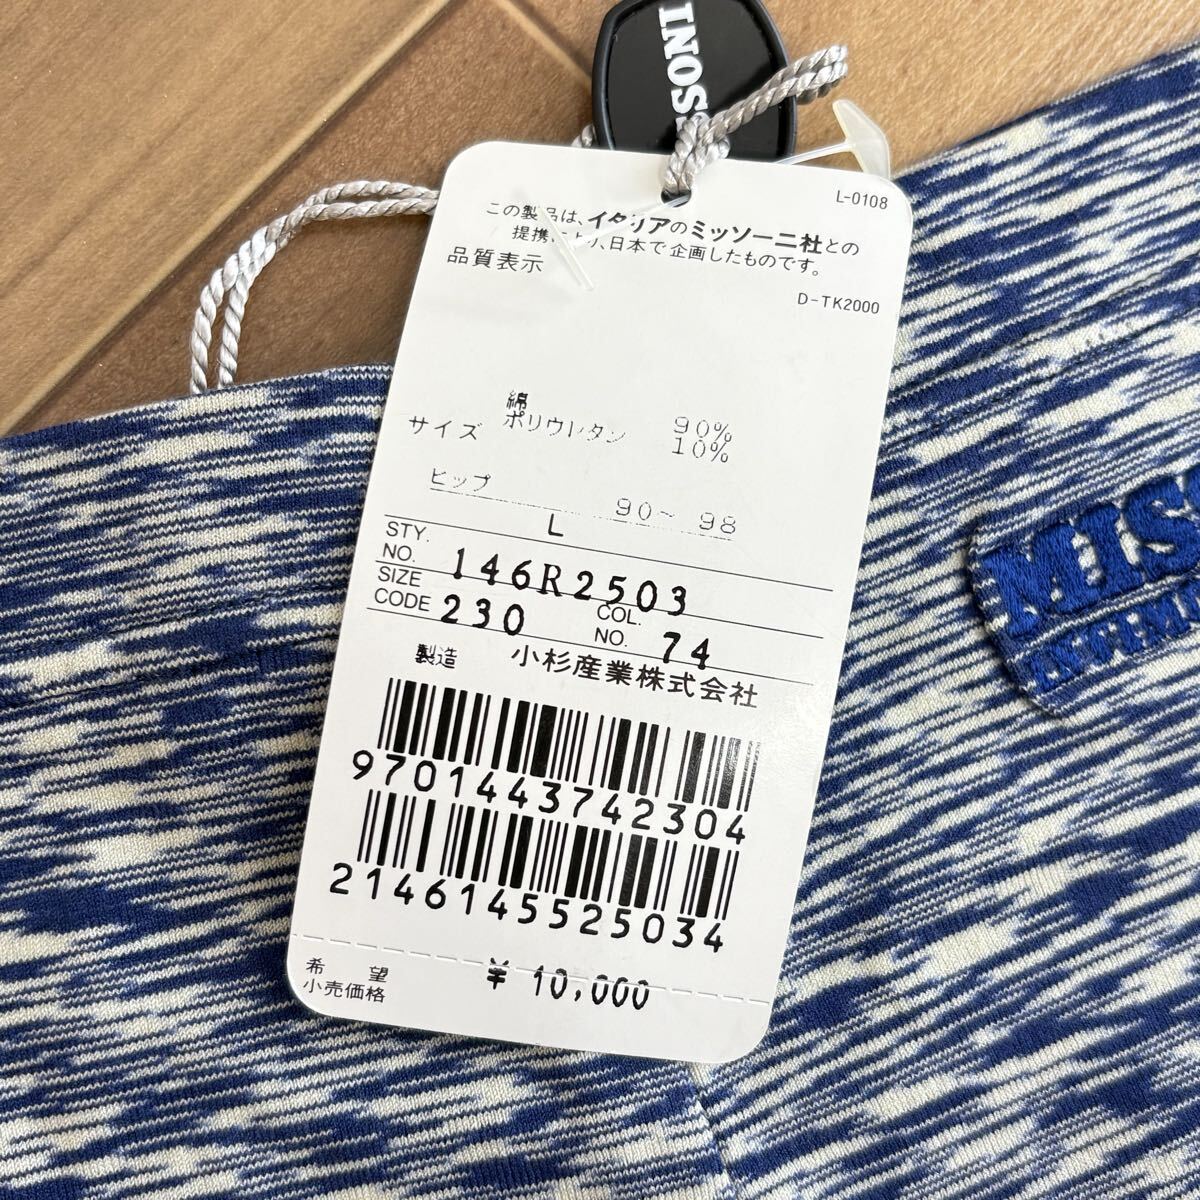 SSONI
L-0108
この製品は、イタリアのミッソーニ社との
提携により、日本で企画したものです。
品質表示
D-TK2000
綿 90%
ポリウレタン 10%
サイズ
ヒップ 90~ 98
L
STY. NO. 146R2503
SIZE CODE 230 COL. NO. 74
製造 小杉産業株式会社
9701443742304
2146145525034
希望小売価格 ¥ 10,000
MISS